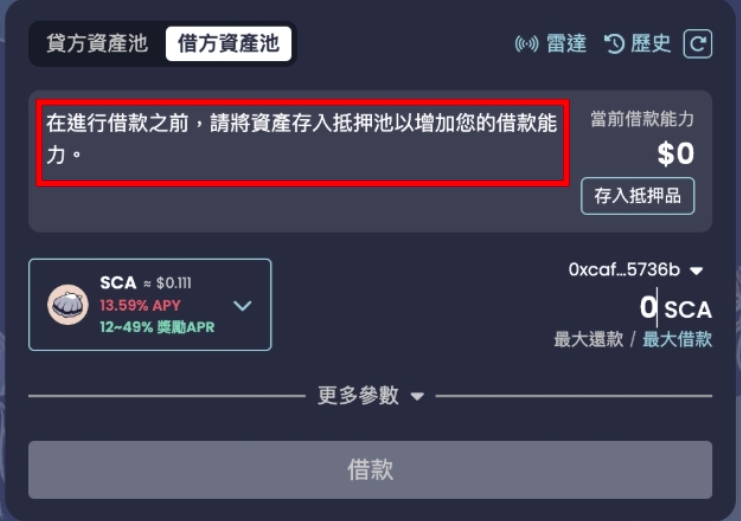 貸方資產池 借方資產池 雷達 歷史
在進行借款之前，請將資產存入抵押池以增加您的借款能
力。
當前借款能力
$0
存入抵押品
SCA ≈ $0.111
13.59% APY
12~49% 獎勵APR
0xcaf...5736b
0 SCA
最大還款 / 最大借款
更多參數
借款